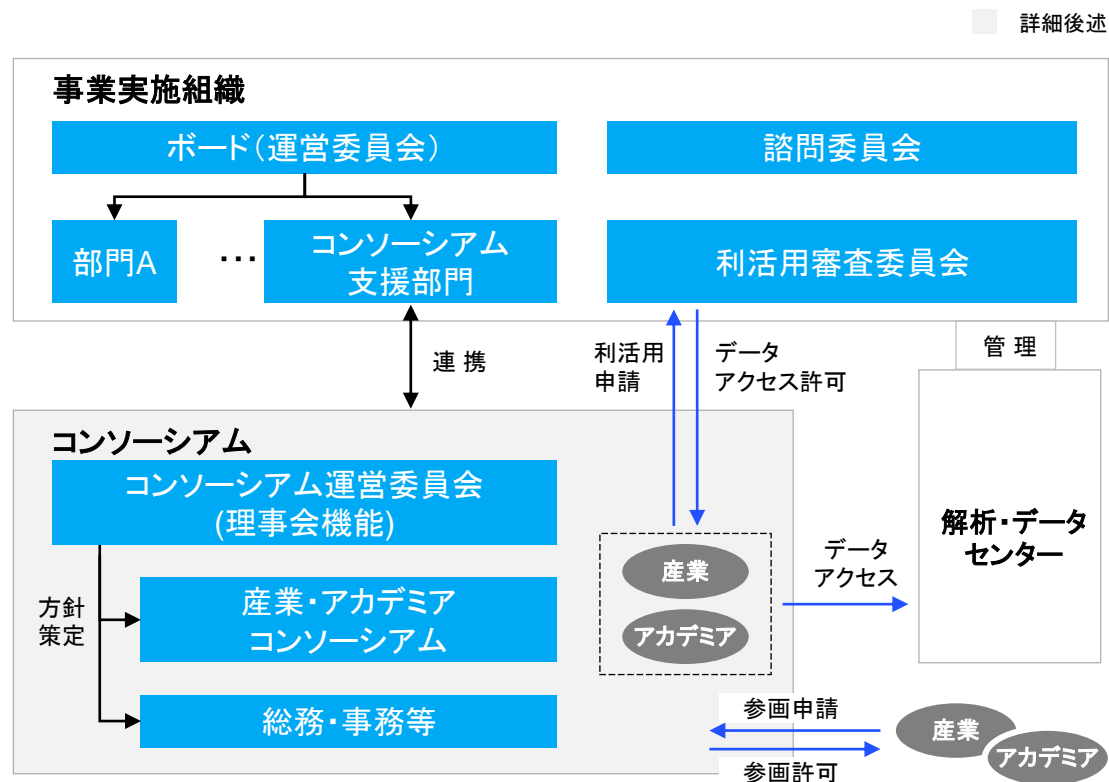 詳細後述
事業実施組織
ボード（運営委員会）
諮問委員会
部門A
…
コンソーシアム
支援部門
利活用審査委員会
連 携
利活用
申請
データ
アクセス許可
管 理
コンソーシアム
コンソーシアム運営委員会
(理事会機能)
方針
策定
産業・アカデミア
コンソーシアム
総務・事務等
産業
アカデミア
データ
アクセス
解析・データ
センター
参画申請
参画許可
産業
アカデミア